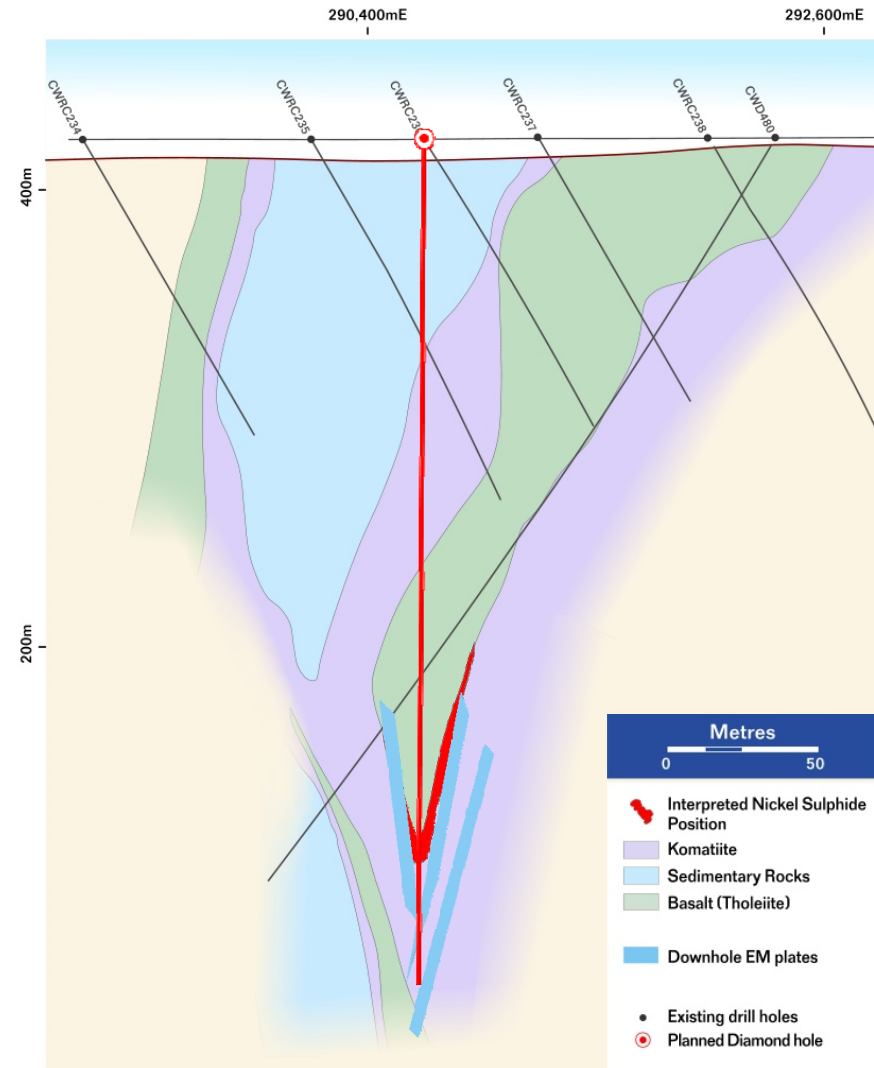 290,400mE
292,600mE
CWRC234
CWRC235
CWRC237
CWRC238
CWD480
400m
200m
Metres
0 50
Interpreted Nickel Sulphide
Position
Komatiite
Sedimentary Rocks
Basalt (Tholeiite)
Downhole EM plates
Existing drill holes
Planned Diamond hole